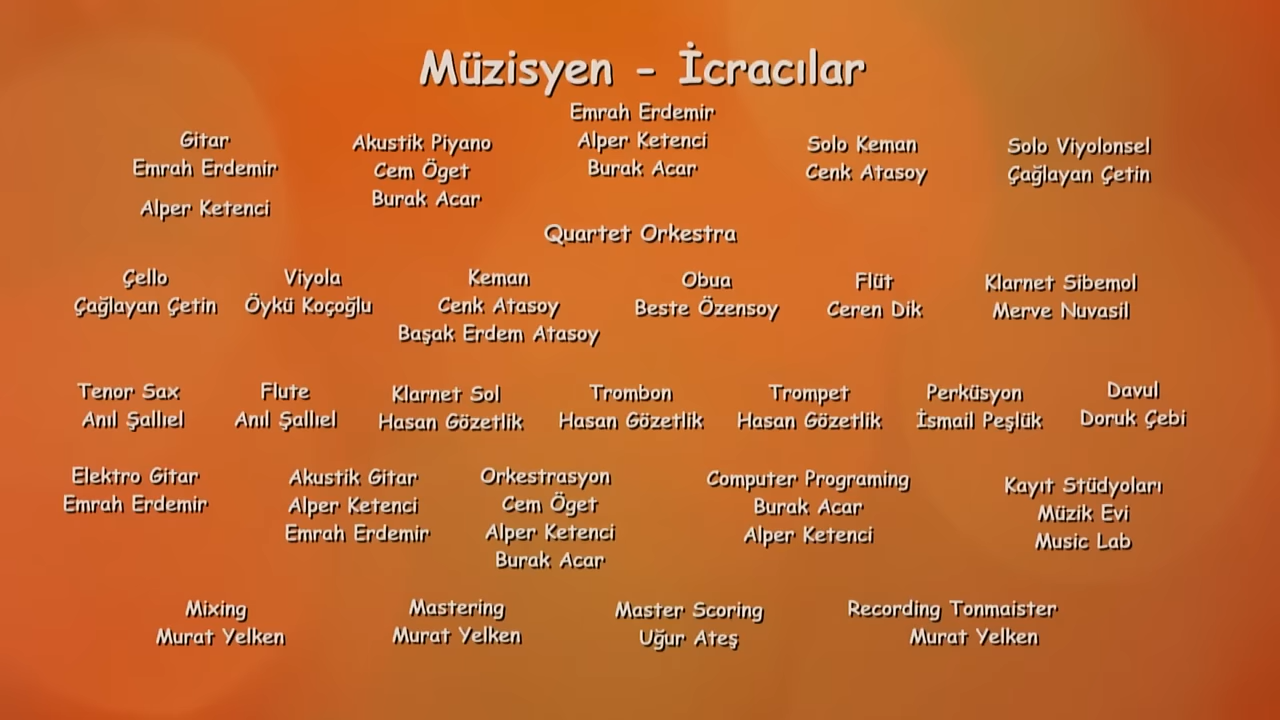 Müzisyen - İcracılar
Emrah Erdemir
Alper Ketenci
Burak Acar
Gitar
Emrah Erdemir
Alper Ketenci
Akustik Piyano
Cem Öget
Burak Acar
Solo Keman
Cenk Atasoy
Solo Viyolonsel
Çağlayan Çetin
Quartet Orkestra
Çello
Çağlayan Çetin
Viyola
Öykü Koçoğlu
Keman
Cenk Atasoy
Başak Erdem Atasoy
Obua
Beste Özensoy
Flüt
Ceren Dik
Klarnet Sibemol
Merve Nuvasil
Tenor Sax
Anıl Şallıel
Flute
Anıl Şallıel
Klarnet Sol
Hasan Gözetlik
Trombon
Hasan Gözetlik
Trompet
Hasan Gözetlik
Perküsyon
İsmail Peşlük
Davul
Doruk Çebi
Elektro Gitar
Emrah Erdemir
Akustik Gitar
Alper Ketenci
Emrah Erdemir
Orkestrasyon
Cem Öget
Alper Ketenci
Burak Acar
Computer Programing
Burak Acar
Alper Ketenci
Kayıt Stüdyoları
Müzik Evi
Music Lab
Mixing
Murat Yelken
Mastering
Murat Yelken
Master Scoring
Uğur Ateş
Recording Tonmaister
Murat Yelken